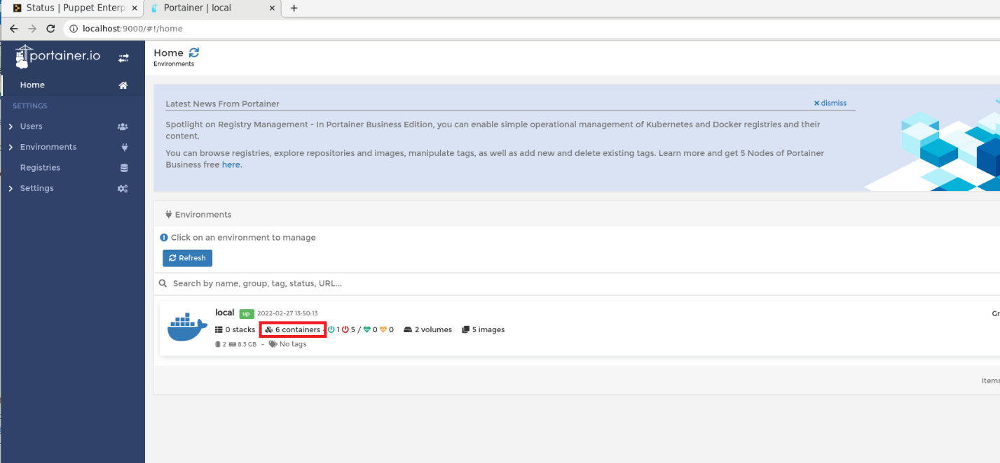 Status | Puppet Enterp
Portainer | local
localhost:9000/#!/home
portainer.io
Home
SETTINGS
Users
Environments
Registries
Settings
Home
Environments
Latest News From Portainer
dismiss
Spotlight on Registry Management - In Portainer Business Edition, you can enable simple operational management of Kubernetes and Docker registries and their
content.
You can browse registries, explore repositories and images, manipulate tags, as well as add new and delete existing tags. Learn more and get 5 Nodes of Portainer
Business free here.
Environments
Click on an environment to manage
Refresh
Search by name, group, tag, status, URL...
local up 2022-02-27 13:50:13
Gr
0 stacks 6 containers - 1 5 / 0 0 2 volumes 5 images
2 8.3 GB - No tags
Items